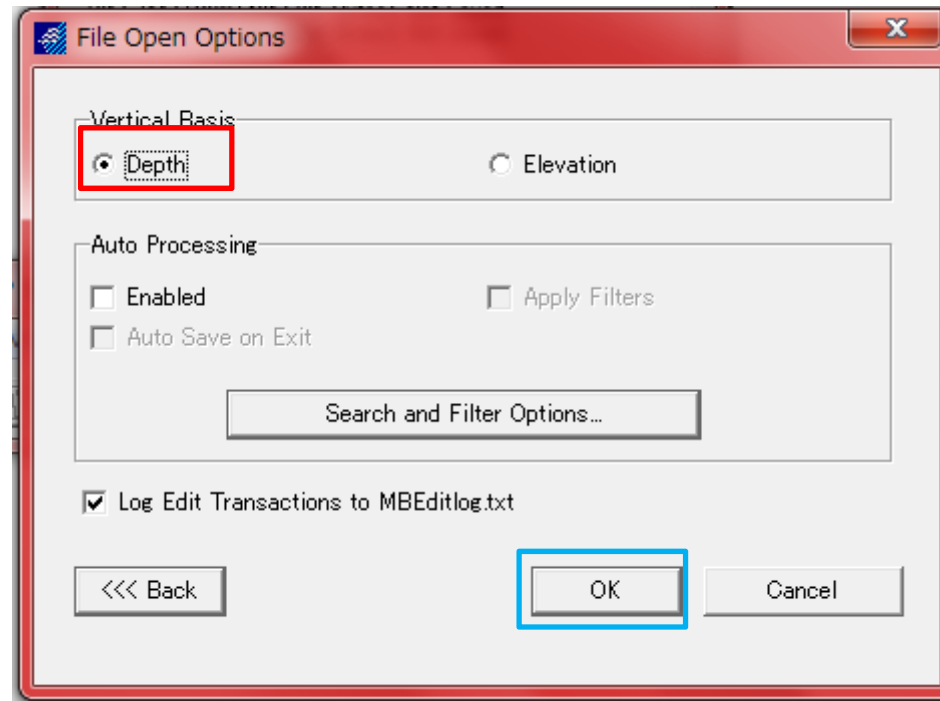 File Open Options
Vertical Basis
Depth
Elevation
Auto Processing
Enabled
Apply Filters
Auto Save on Exit
Search and Filter Options...
Log Edit Transactions to MBEditlog.txt
<<< Back
OK
Cancel